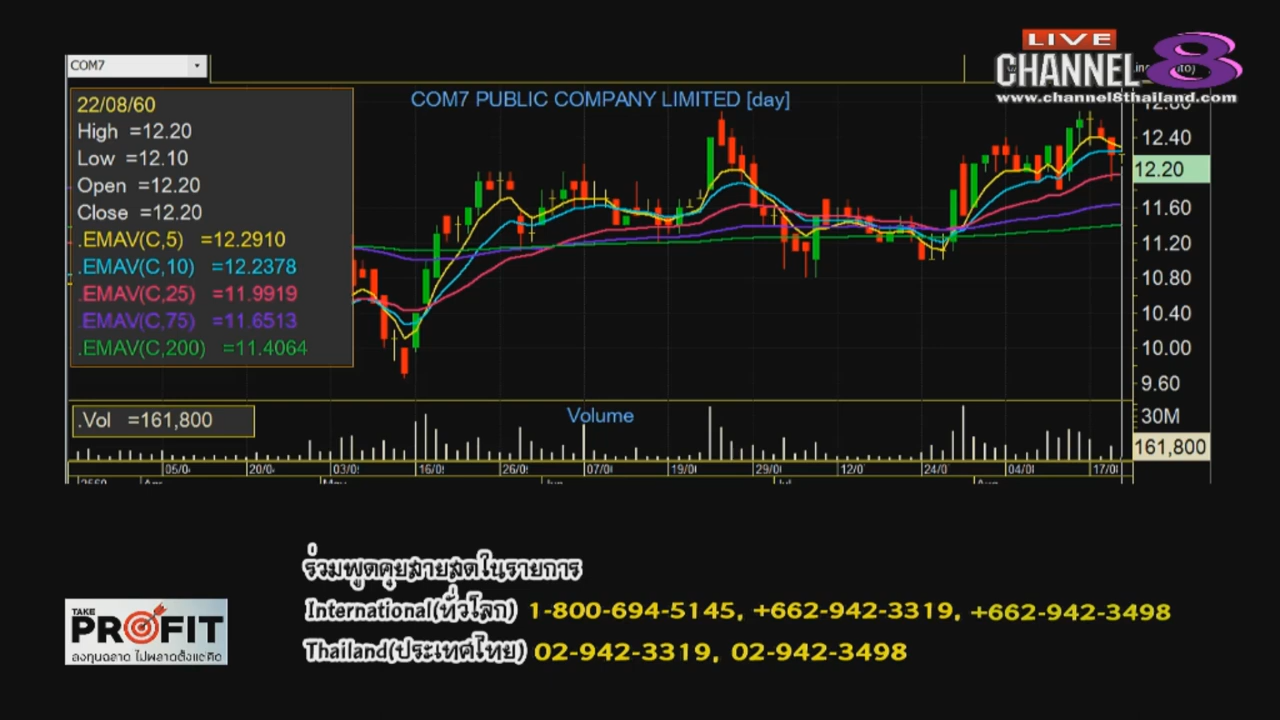 COM7
LIVE
CHANNEL 8
www.channel8thailand.com
COM7 PUBLIC COMPANY LIMITED [day]
22/08/60
High =12.20
Low =12.10
Open =12.20
Close =12.20
.EMAV(C,5) =12.2910
.EMAV(C,10) =12.2378
.EMAV(C,25) =11.9919
.EMAV(C,75) =11.6513
.EMAV(C,200) =11.4064
12.80
12.40
12.20
11.60
11.20
10.80
10.40
10.00
9.60
.Vol =161,800
Volume
30M
161,800
05/0 20/0 03/0 16/0 26/0 07/0 19/0 29/0 12/0 24/0 04/0 17/0
ร่วมพูดคุยสายสดในรายการ
International(ทั่วโลก) 1-800-694-5145, +662-942-3319, +662-942-3498
Thailand(ประเทศไทย) 02-942-3319, 02-942-3498
TAKE
PROFIT
ลงทุนฉลาด ไม่พลาดตั้งแต่คิด